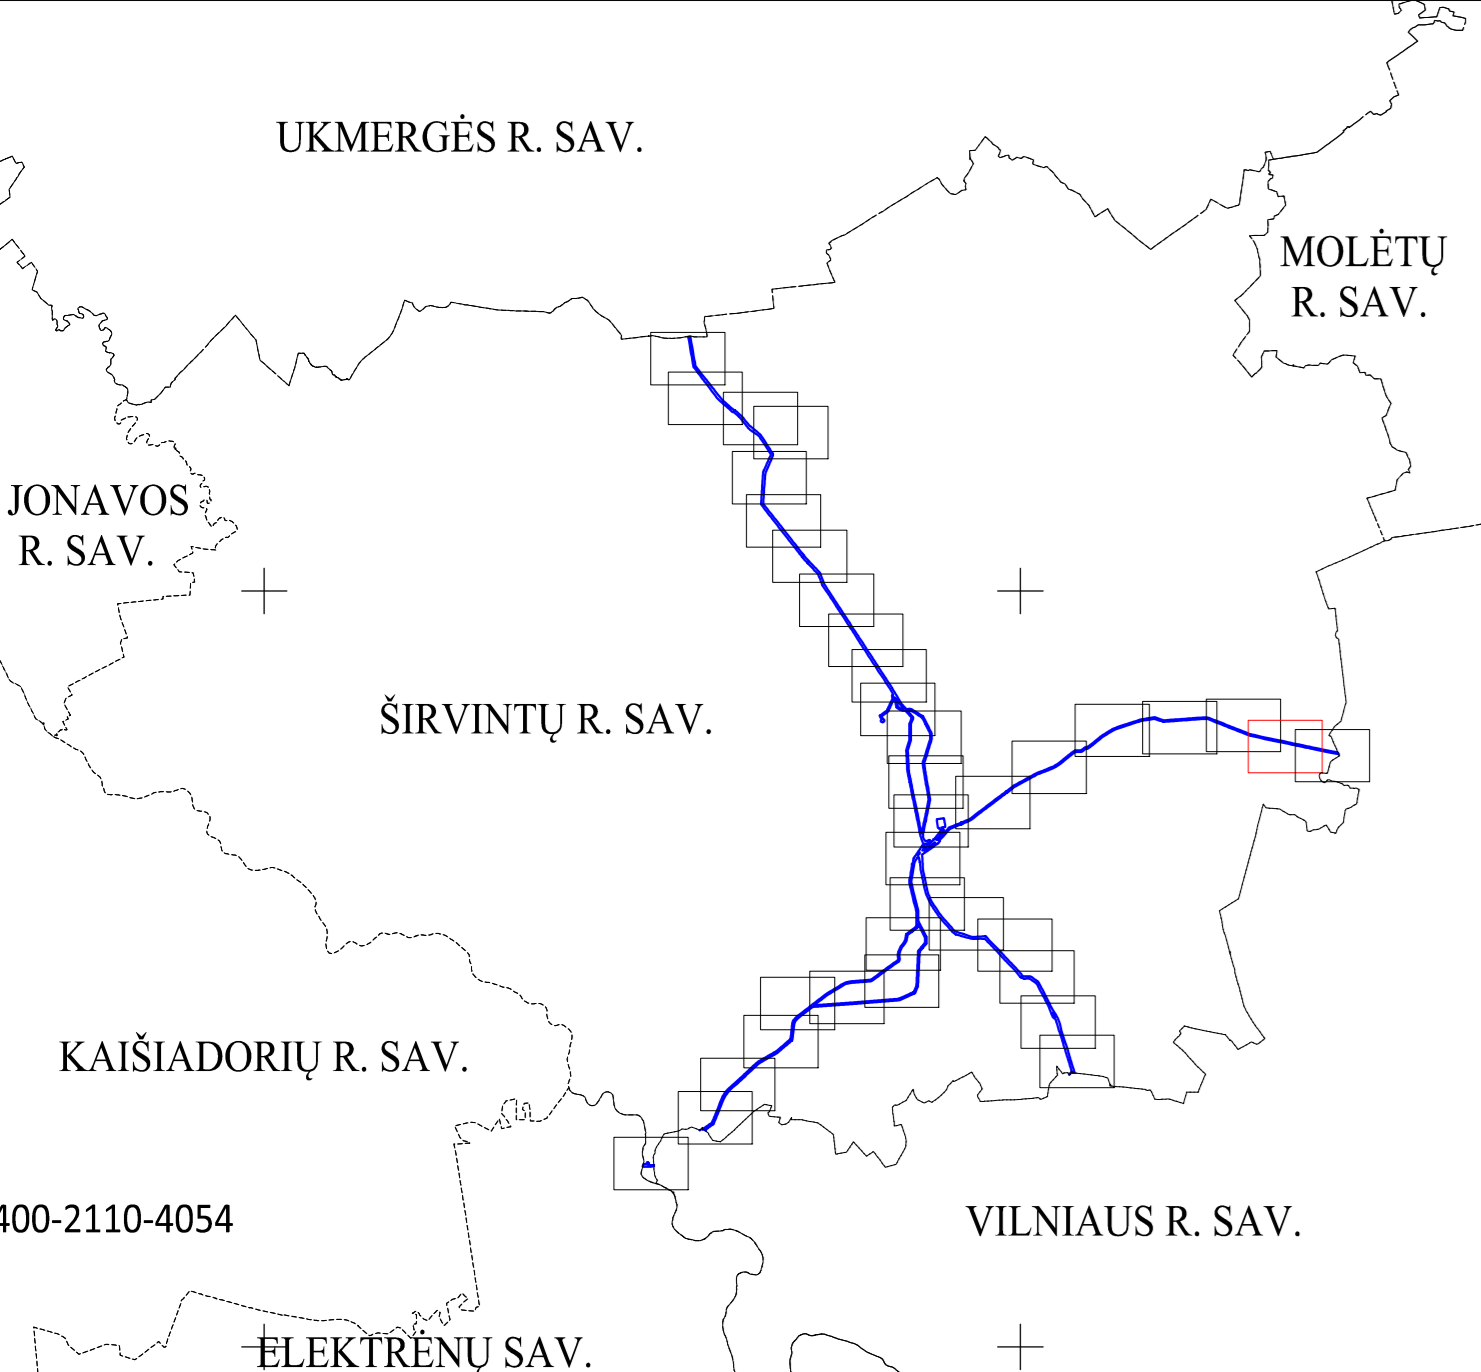 UKMERGĖS R. SAV.
MOLĖTŲ
R. SAV.
JONAVOS
R. SAV.
ŠIRVINTŲ R. SAV.
KAIŠIADORIŲ R. SAV.
400-2110-4054
VILNIAUS R. SAV.
ELEKTRĖNŲ SAV.